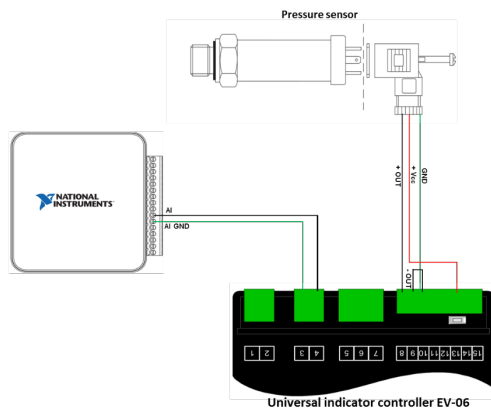 Pressure sensor
+ OUT
+ Vcc
GND
NATIONAL
INSTRUMENTS
AI
AI GND
- OUT
1 2 3 4 5 6 7 8 9 10 11 12 13 14 15
Universal indicator controller EV-06